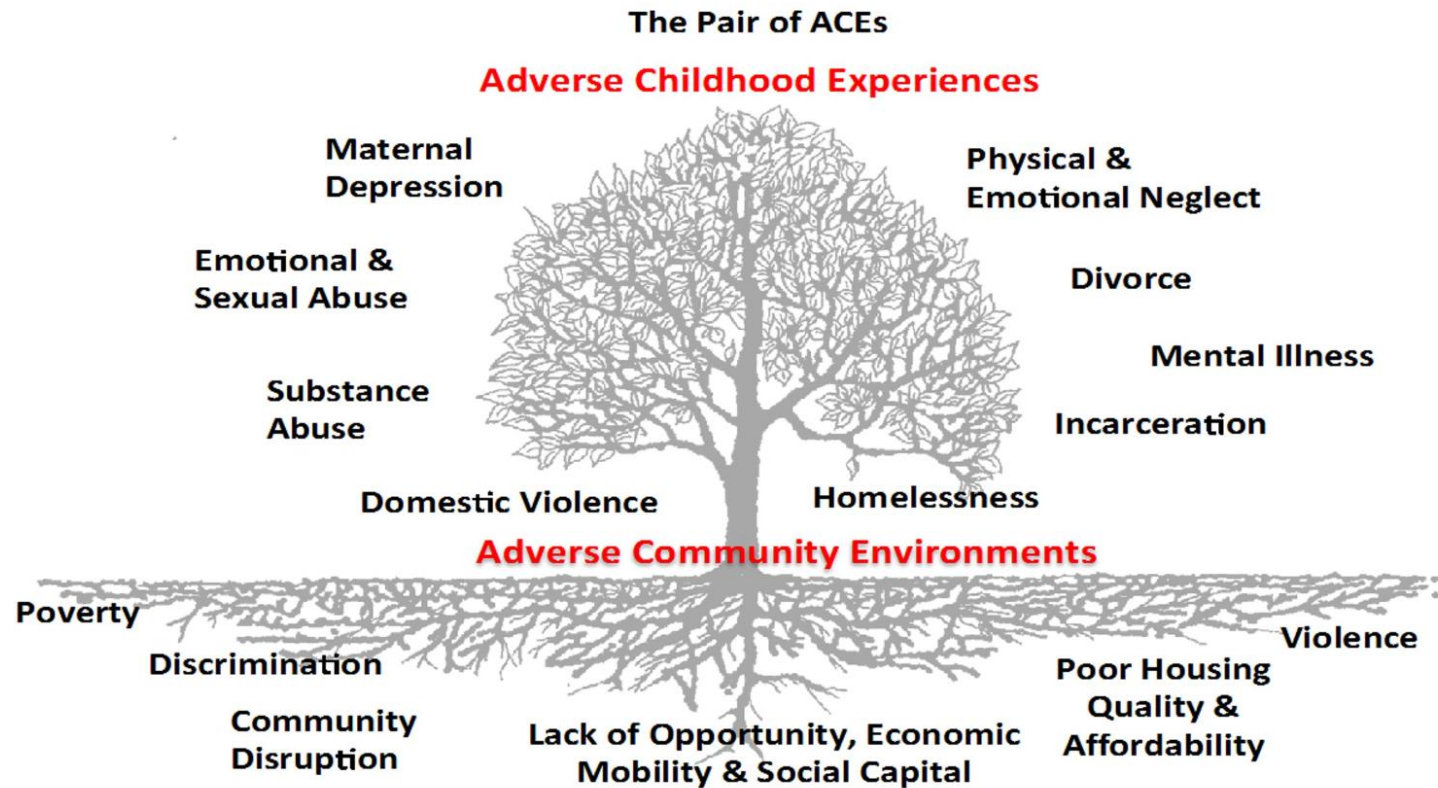 The Pair of ACEs
Adverse Childhood Experiences
Maternal
Depression
Physical &
Emotional Neglect
Emotional &
Sexual Abuse
Divorce
Mental Illness
Substance
Abuse
Incarceration
Domestic Violence
Homelessness
Adverse Community Environments
Poverty
Violence
Discrimination
Poor Housing
Quality &
Affordability
Community
Disruption
Lack of Opportunity, Economic
Mobility & Social Capital